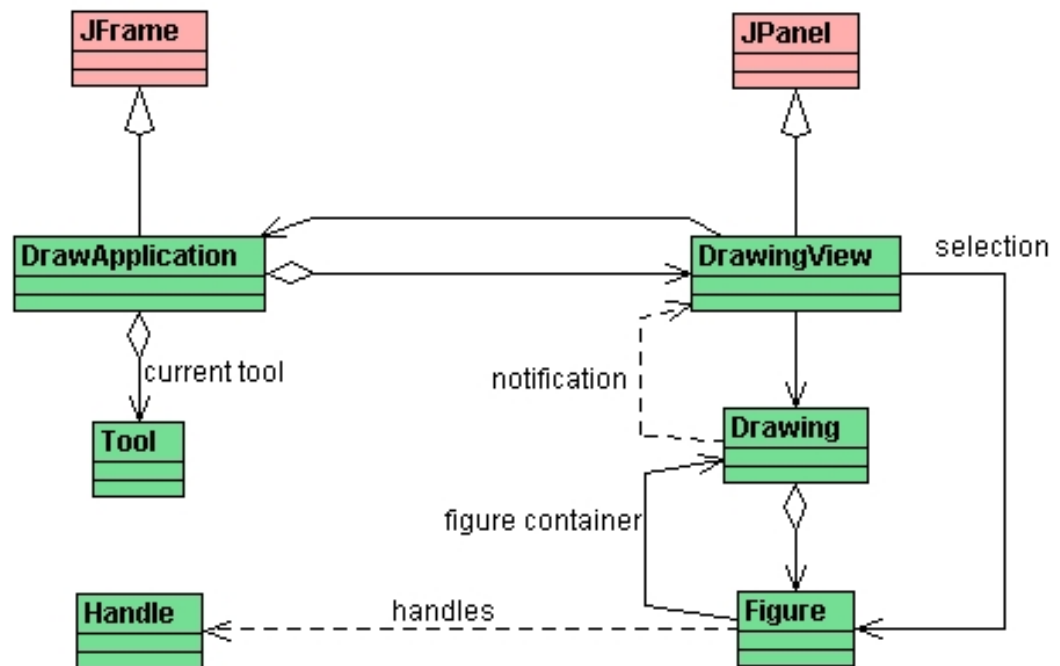 JFrame
JPanel
DrawApplication
DrawingView
selection
current tool
notification
Tool
Drawing
figure container
Handle
handles
Figure